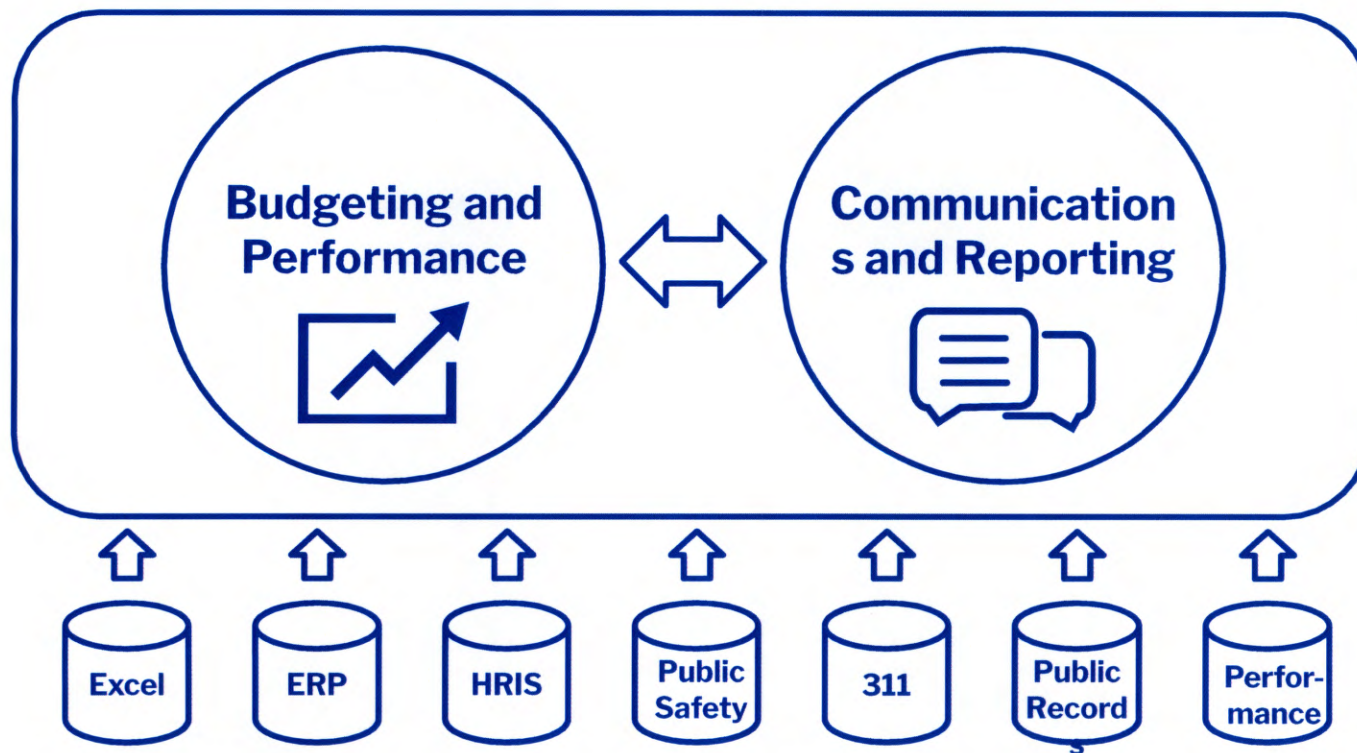 Budgeting and
Performance
Communication
s and Reporting
Excel
ERP
HRIS
Public
Safety
311
Public
Record
s
Perfor-
mance